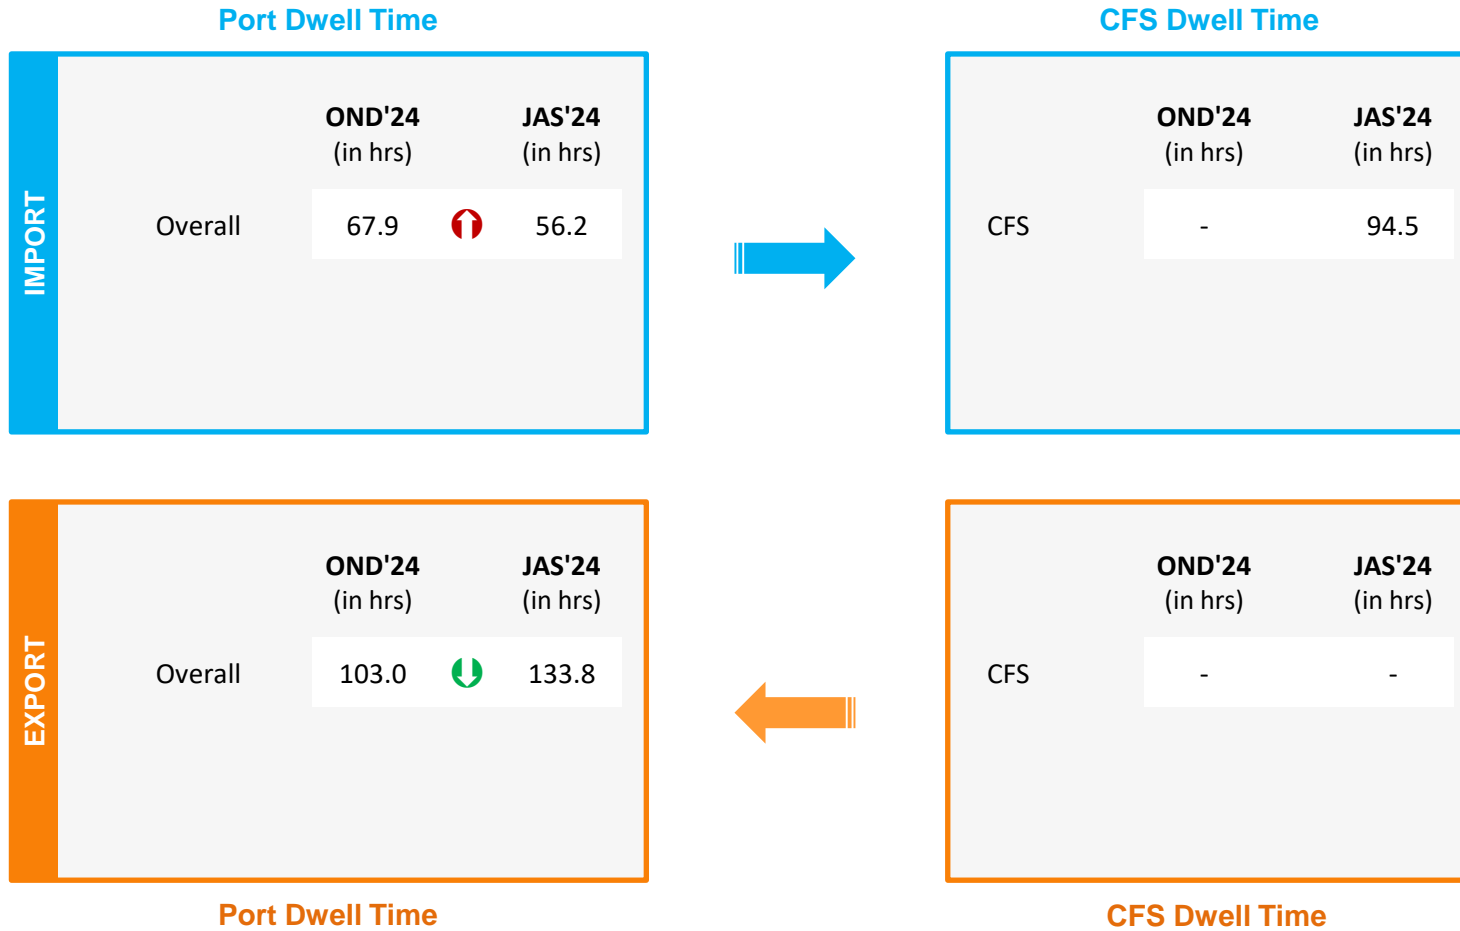 Port Dwell Time
CFS Dwell Time
IMPORT
OND'24 JAS'24
(in hrs) (in hrs)
Overall 67.9 56.2
OND'24 JAS'24
(in hrs) (in hrs)
CFS - 94.5
EXPORT
OND'24 JAS'24
(in hrs) (in hrs)
Overall 103.0 133.8
OND'24 JAS'24
(in hrs) (in hrs)
CFS - -
Port Dwell Time
CFS Dwell Time